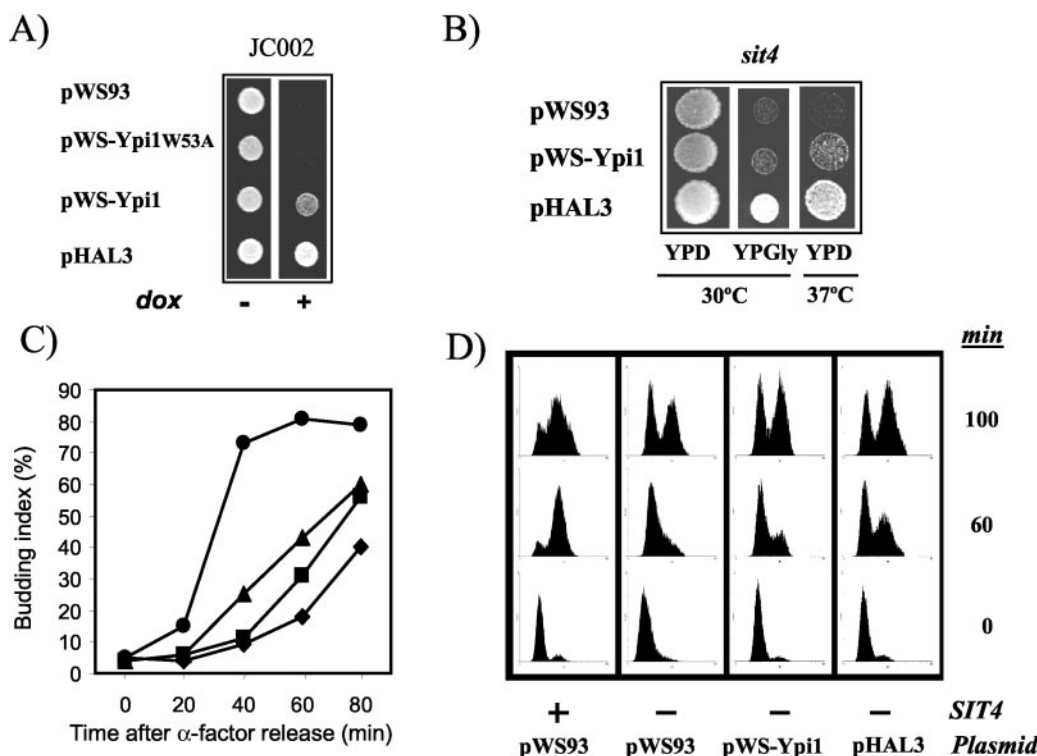 A)
JC002
pWS93
pWS-Ypi1W53A
pWS-Ypi1
pHAL3
dox - +
B)
sit4
pWS93
pWS-Ypi1
pHAL3
YPD YPGly YPD
30ºC 37ºC
C)
Budding index (%)
90
80
70
60
50
40
30
20
10
0
0 20 40 60 80
Time after α-factor release (min)
D)
min
100
60
0
+ − − − SIT4
pWS93 pWS93 pWS-Ypi1 pHAL3 Plasmid